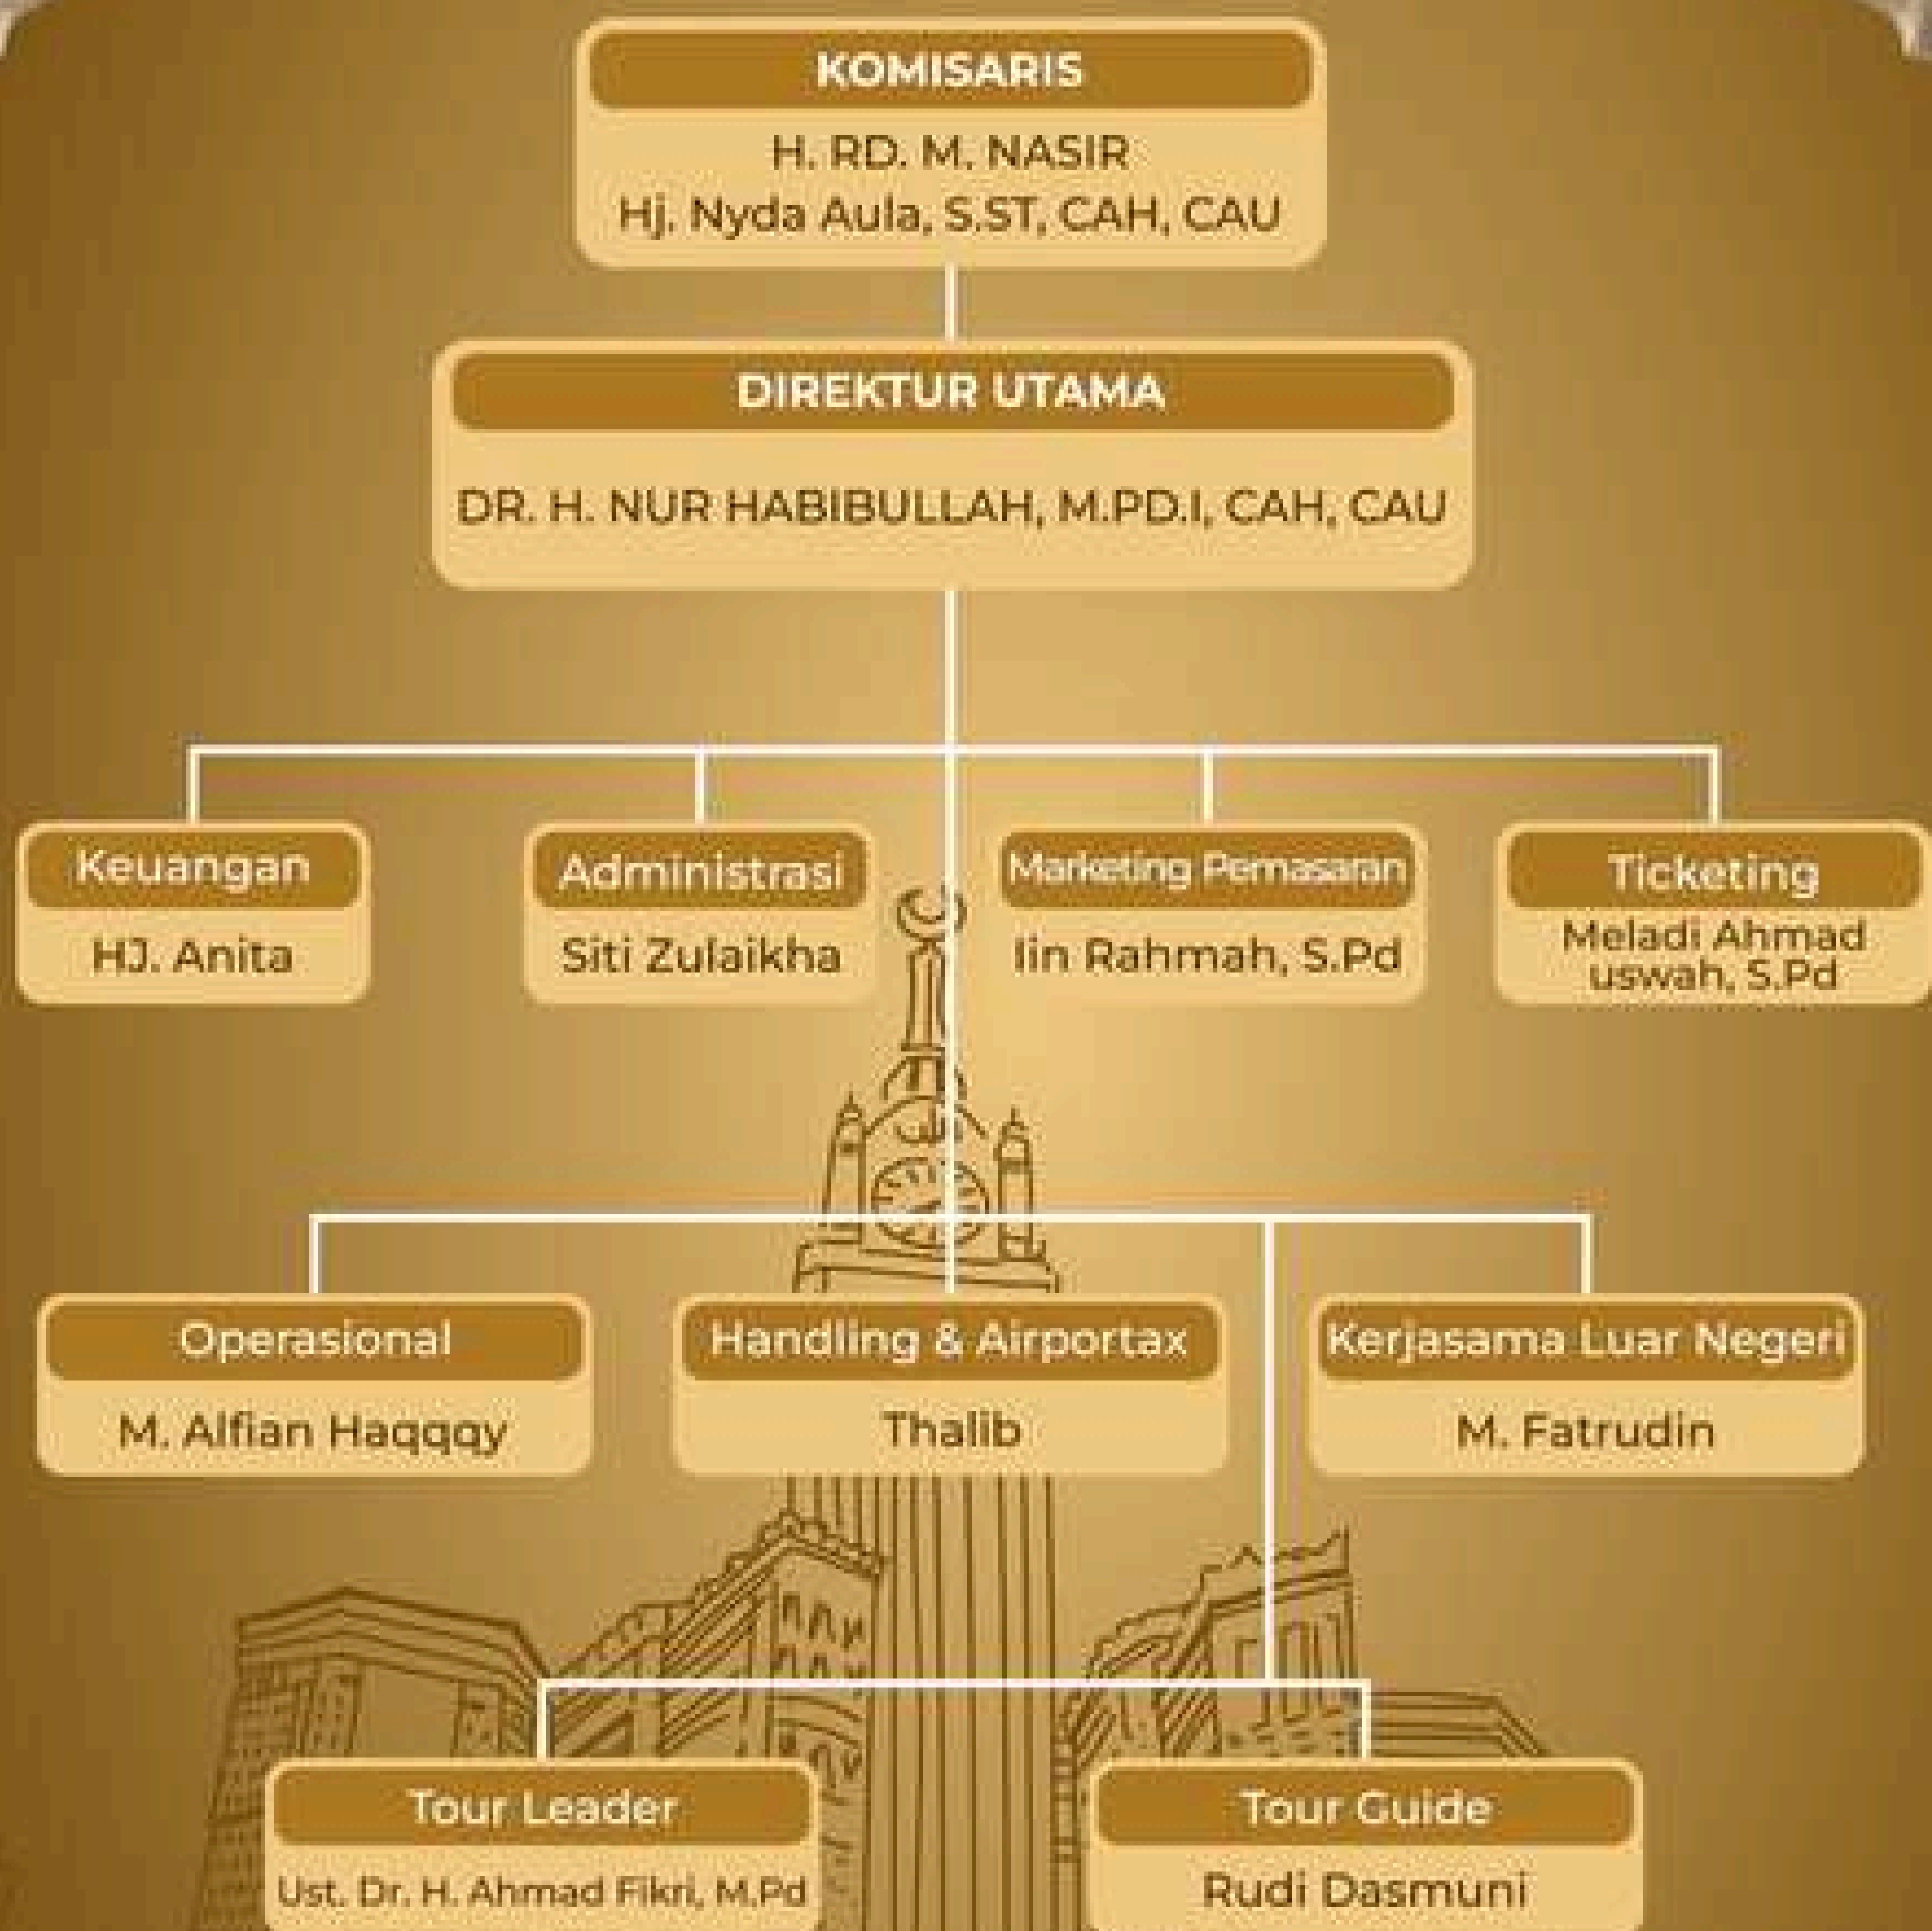 KOMISARIS
H. RD. M. NASIR
Hj. Nyda Aula, S.ST, CAH, CAU
DIREKTUR UTAMA
DR. H. NUR HABIBULLAH, M.PD.I, CAH, CAU
Keuangan
HJ. Anita
Administrasi
Siti Zulaikha
Marketing Pemasaran
Iin Rahmah, S.Pd
Ticketing
Meladi Ahmad
uswah, S.Pd
Operasional
M. Alfian Haqqqy
Handling & Airportax
Thalib
Kerjasama Luar Negeri
M. Fatrudin
Tour Leader
Ust. Dr. H. Ahmad Fikri, M.Pd
Tour Guide
Rudi Dasmuni